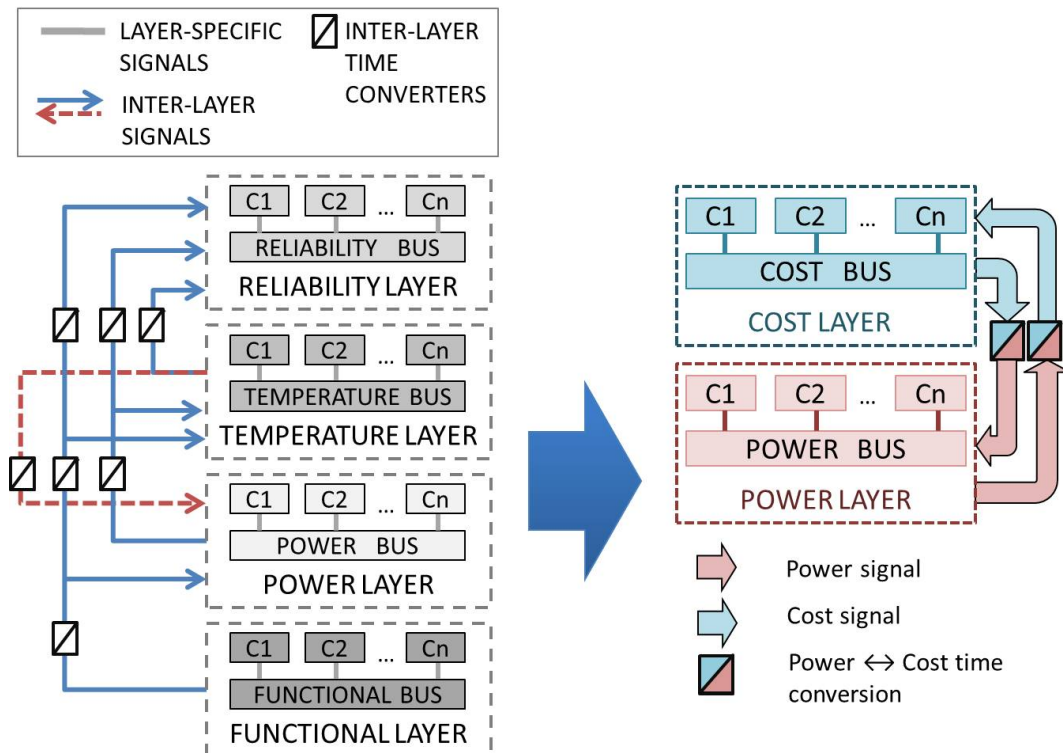 LAYER-SPECIFIC
SIGNALS
INTER-LAYER
SIGNALS
INTER-LAYER
TIME
CONVERTERS
C1 C2 ... Cn
RELIABILITY BUS
RELIABILITY LAYER
C1 C2 ... Cn
TEMPERATURE BUS
TEMPERATURE LAYER
C1 C2 ... Cn
POWER BUS
POWER LAYER
C1 C2 ... Cn
FUNCTIONAL BUS
FUNCTIONAL LAYER
C1 C2 ... Cn
COST BUS
COST LAYER
C1 C2 ... Cn
POWER BUS
POWER LAYER
Power signal
Cost signal
Power ↔ Cost time
conversion